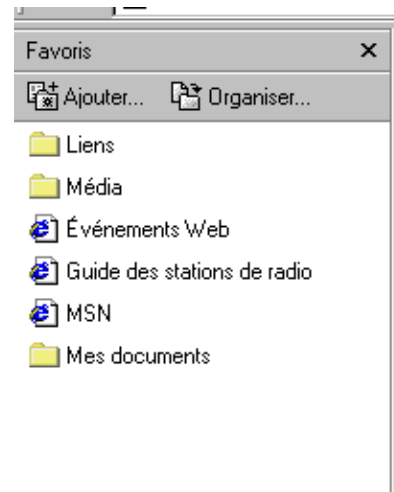 Favoris
Ajouter... Organiser...
Liens
Média
Événements Web
Guide des stations de radio
MSN
Mes documents